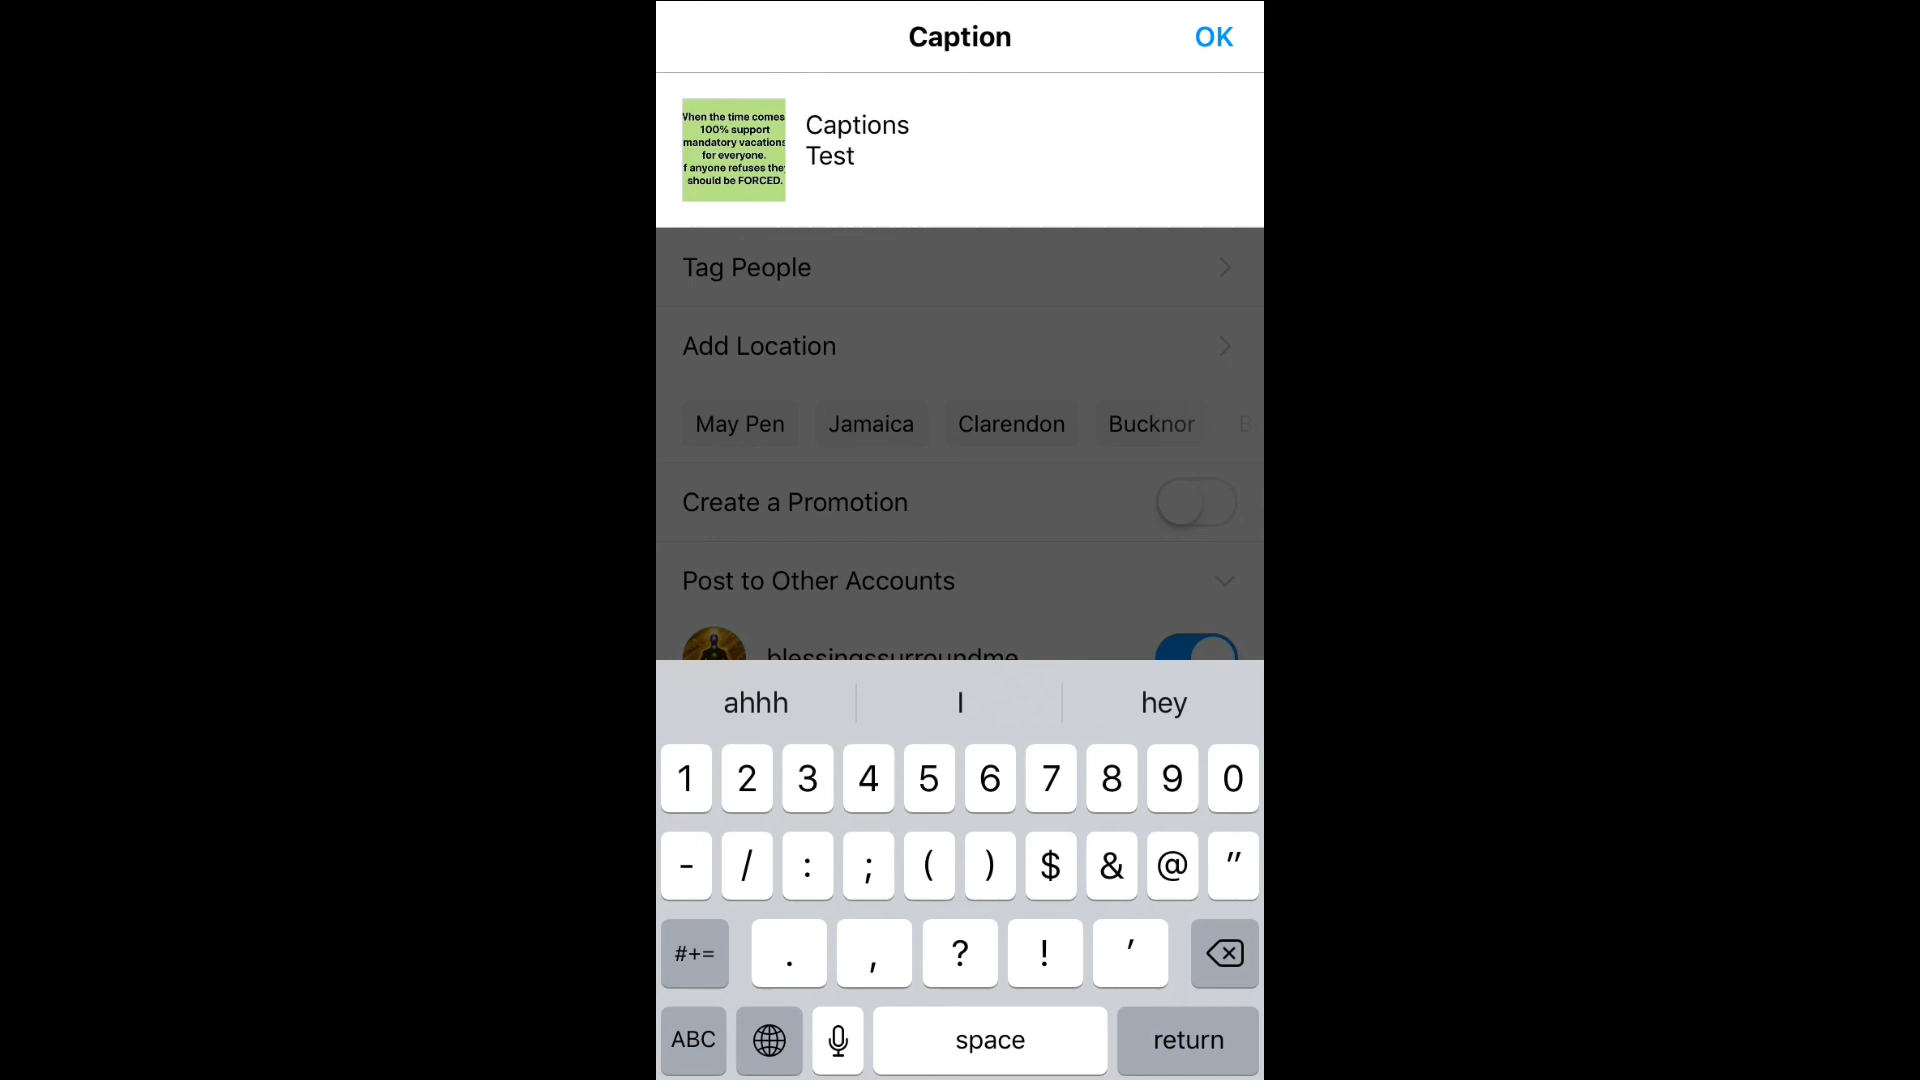 Caption
OK
When the time comes
100% support
mandatory vacations
for everyone.
f anyone refuses they
should be FORCED.
Captions
Test
Tag People
Add Location
May Pen Jamaica Clarendon Bucknor B
Create a Promotion
Post to Other Accounts
blessingssurroundme
ahhh I hey
1 2 3 4 5 6 7 8 9 0
- / : ; ( ) $ & @ "
#+= . , ? ! '
ABC space return